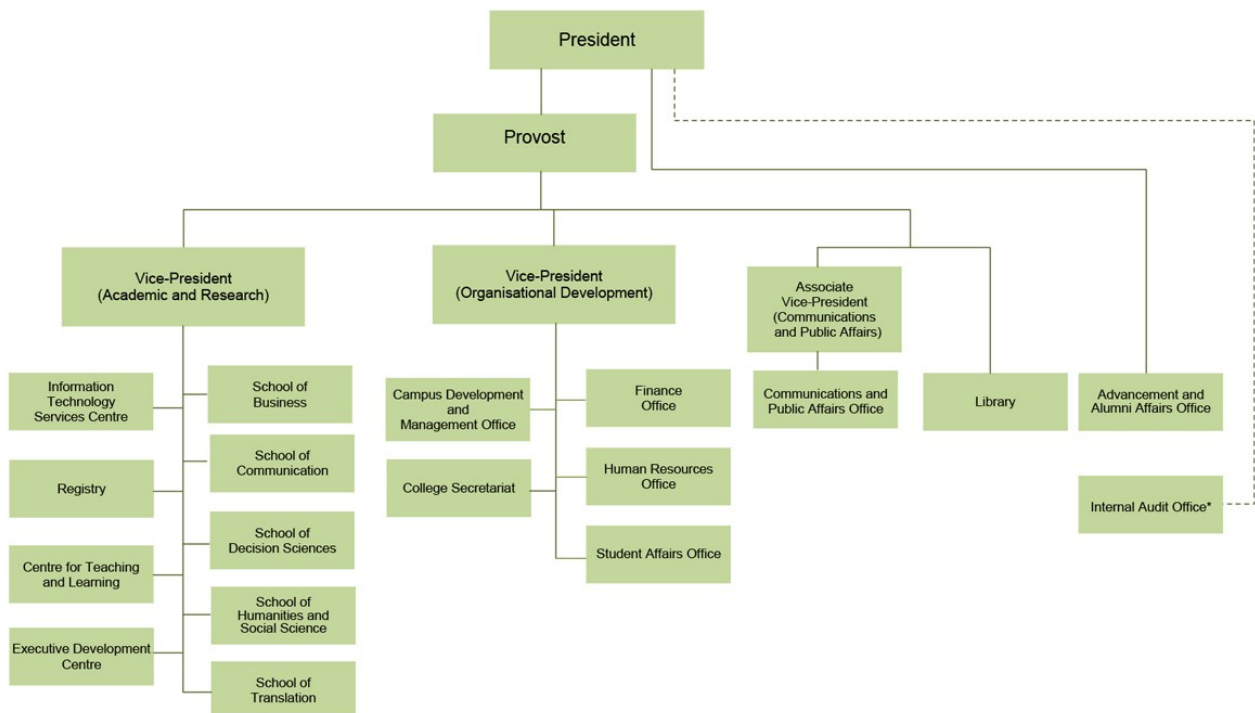 President
Provost
Vice-President
(Academic and Research)
Vice-President
(Organisational Development)
Associate
Vice-President
(Communications
and Public Affairs)
Information
Technology
Services Centre
School of
Business
Campus Development
and
Management Office
Finance
Office
Communications and
Public Affairs Office
Library
Advancement and
Alumni Affairs Office
Registry
School of
Communication
College Secretariat
Human Resources
Office
Internal Audit Office*
Centre for Teaching
and Learning
School of
Decision Sciences
Student Affairs Office
Executive Development
Centre
School of
Humanities and
Social Science
School of
Translation